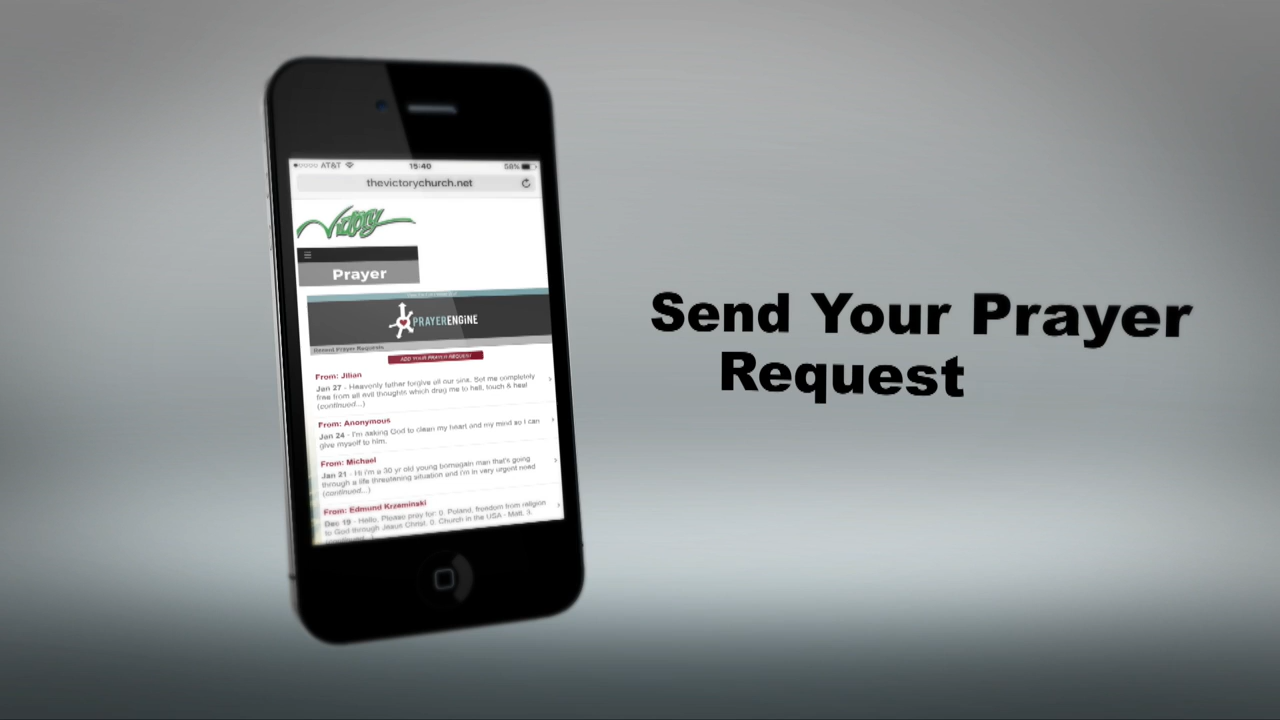 AT&T 15:40 58%
thevictorychurch.net
Victory
Prayer
PRAYERENGINE
Recent Prayer Requests
ADD YOUR PRAYER REQUEST
From: Jilian
Jan 27 - Heavenly father forgive all our sins. Set me completely
free from all evil thoughts which drag me to hell, touch & heal
(continued...)
From: Anonymous
Jan 24 - I'm asking God to clean my heart and my mind so I can
give myself to him.
From: Michael
Jan 21 - Hi i'm a 30 yr old young bornagain man that's going
through a life threatening situation and i'm in very urgent need
(continued...)
From: Edmund Krzeminski
Dec 19 - Hello. Please pray for: 0. Poland, freedom from religion
to God through Jesus Christ. 0. Church in the USA - Matt. 3.
Send Your Prayer
Request